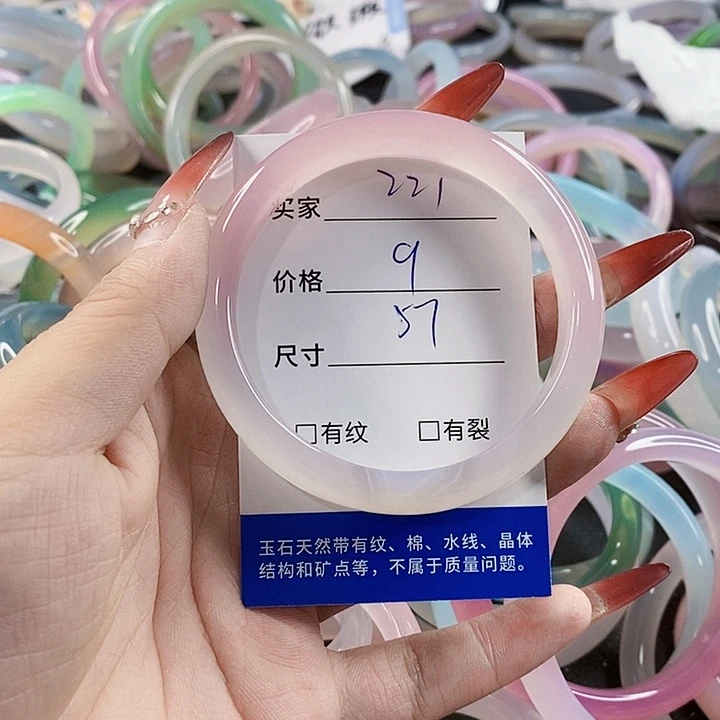 买家 221
价格 9
尺寸 57
☐有纹 ☐有裂
玉石天然带有纹、棉、水线、晶体
结构和矿点等，不属于质量问题。